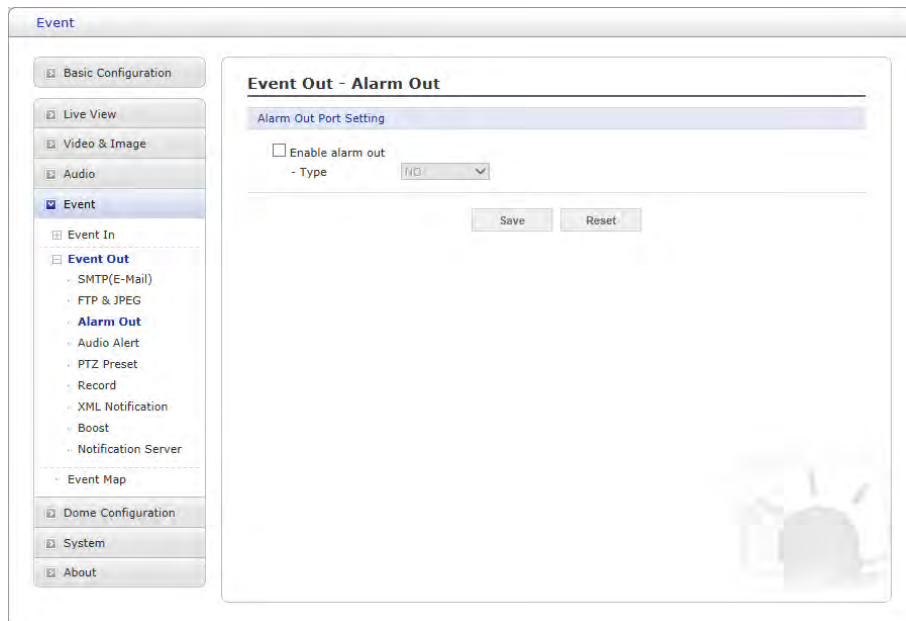 Event
Basic Configuration
Live View
Video & Image
Audio
Event
Event In
Event Out
SMTP(E-Mail)
FTP & JPEG
Alarm Out
Audio Alert
PTZ Preset
Record
XML Notification
Boost
Notification Server
Event Map
Dome Configuration
System
About
Event Out - Alarm Out
Alarm Out Port Setting
Enable alarm out
- Type NO
Save Reset